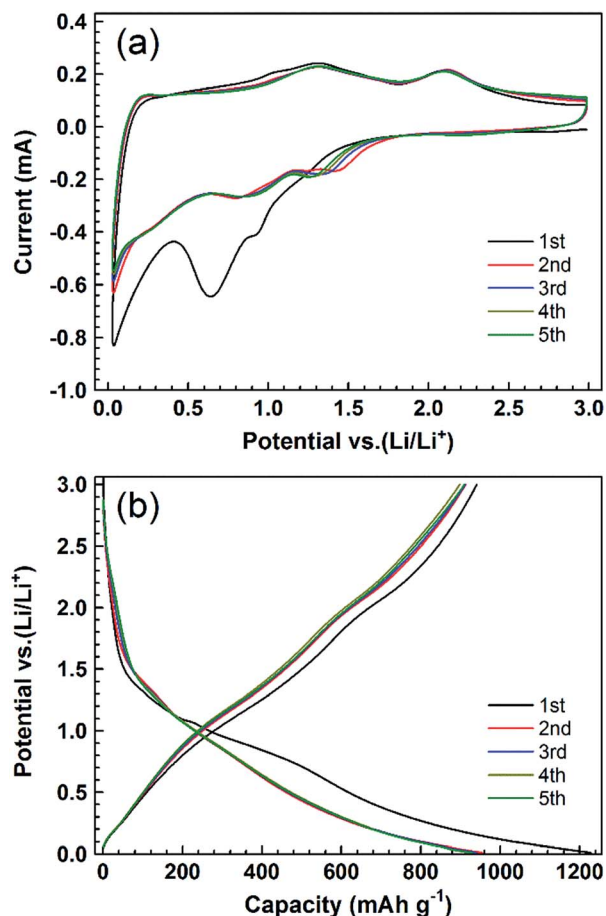 (a)
0.4
0.2
0.0
-0.2
-0.4
-0.6
-0.8
-1.0
Current (mA)
1st
2nd
3rd
4th
5th
0.0 0.5 1.0 1.5 2.0 2.5 3.0
Potential vs.(Li/Li⁺)
(b)
3.0
2.5
2.0
1.5
1.0
0.5
0.0
Potential vs.(Li/Li⁺)
1st
2nd
3rd
4th
5th
0 200 400 600 800 1000 1200
Capacity (mAh g⁻¹)